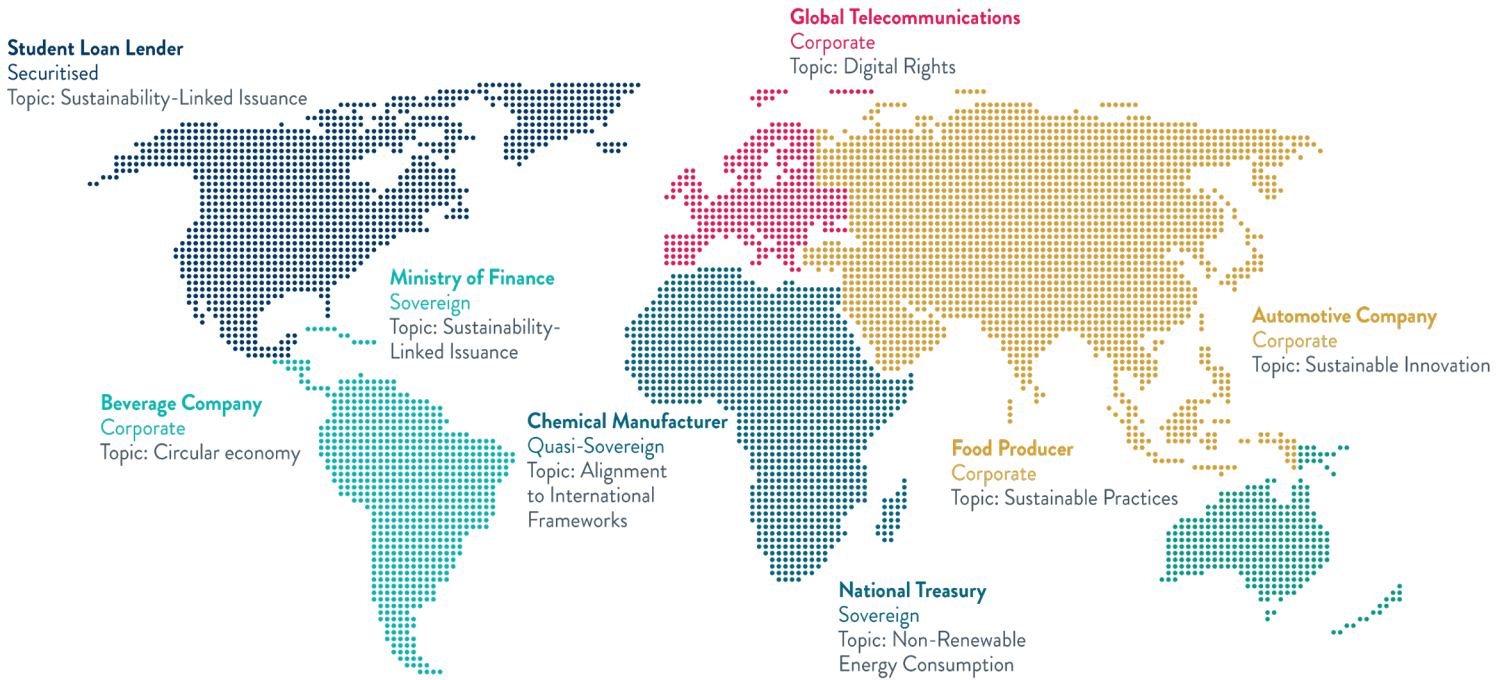 Global Telecommunications
Corporate
Topic: Digital Rights
Student Loan Lender
Securitised
Topic: Sustainability-Linked Issuance
Ministry of Finance
Sovereign
Topic: Sustainability-
Linked Issuance
Automotive Company
Corporate
Topic: Sustainable Innovation
Beverage Company
Corporate
Topic: Circular economy
Chemical Manufacturer
Quasi-Sovereign
Topic: Alignment
to International
Frameworks
Food Producer
Corporate
Topic: Sustainable Practices
National Treasury
Sovereign
Topic: Non-Renewable
Energy Consumption